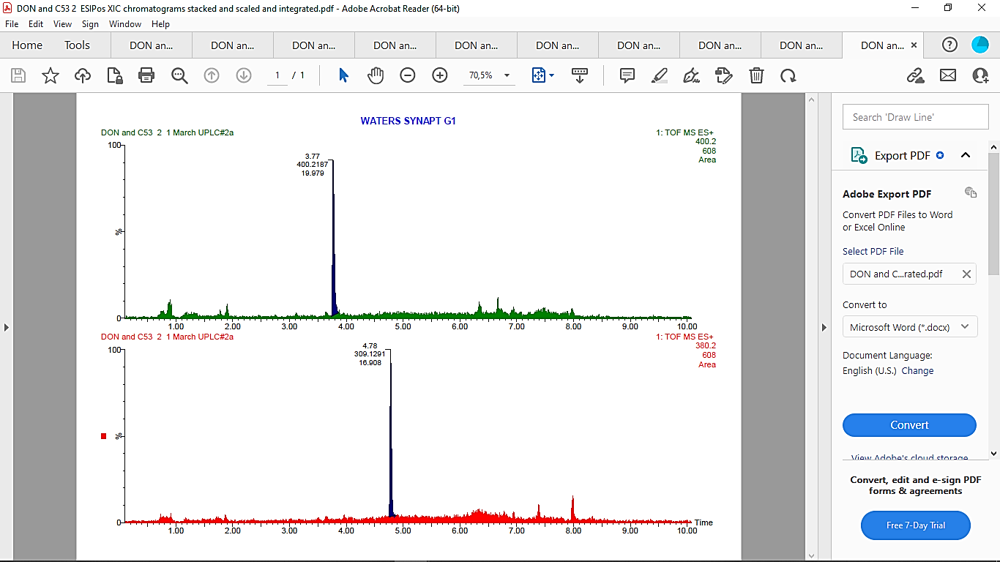 DON and C53 2  ESIPos XIC chromatograms stacked and scaled and integrated.pdf - Adobe Acrobat Reader (64-bit)
File Edit View Sign Window Help
Home Tools DON an... DON an... DON an... DON an... DON an... DON an... DON an... DON an... DON an... DON an...
1 / 1 70,5%
WATERS SYNAPT G1
DON and C53 2 1 March UPLC#2a
1: TOF MS ES+
400.2
608
Area
3.77
400.2187
19.979
100
%
0
1.00 2.00 3.00 4.00 5.00 6.00 7.00 8.00 9.00 10.00
DON and C53 2 1 March UPLC#2a
1: TOF MS ES+
380.2
608
Area
4.78
309.1291
16.908
100
%
0
1.00 2.00 3.00 4.00 5.00 6.00 7.00 8.00 9.00 10.00
Time
Search 'Draw Line'
Export PDF
Adobe Export PDF
Convert PDF Files to Word
or Excel Online
Select PDF File
DON and C...rated.pdf
Convert to
Microsoft Word (*.docx)
Document Language:
English (U.S.) Change
Convert
View Adobe's cloud storage
Convert, edit and e-sign PDF
forms & agreements
Free 7-Day Trial